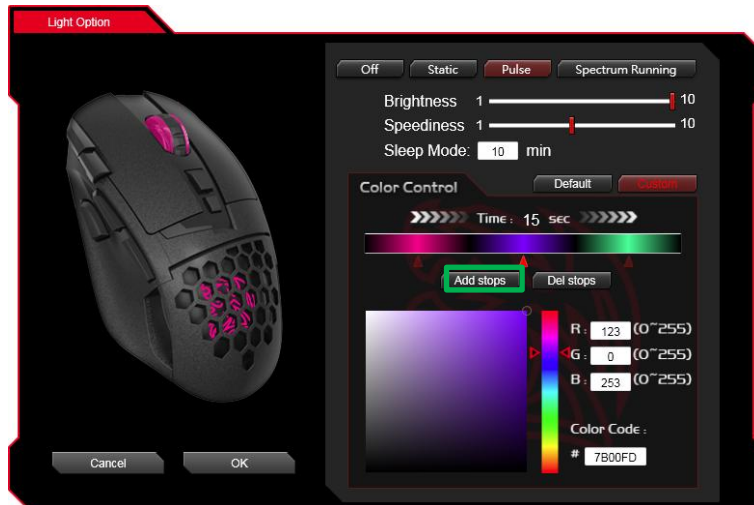 Light Option
Off Static Pulse Spectrum Running
Brightness 1 10
Speediness 1 10
Sleep Mode: 10 min
Color Control Default Custom
Time : 15 sec
Add stops Del stops
R : 123 (0~255)
G : 0 (0~255)
B : 253 (0~255)
Color Code :
# 7B00FD
Cancel OK